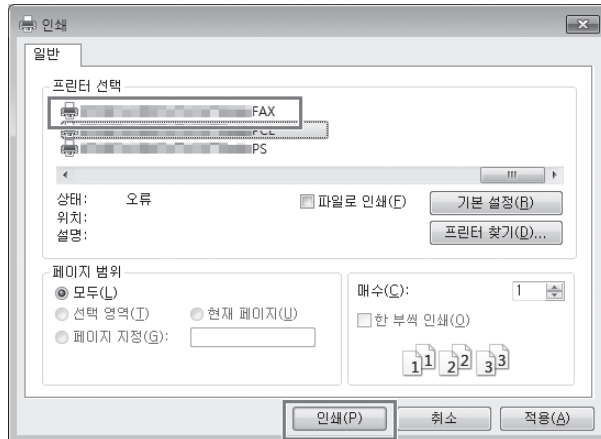 인쇄
일반
프린터 선택
FAX
PCL
PS
상태: 오류
위치:
설명:
파일로 인쇄(F)
기본 설정(R)
프린터 찾기(D)...
페이지 범위
모두(L)
선택 영역(T) 현재 페이지(U)
페이지 지정(G):
매수(C): 1
한 부씩 인쇄(O)
1 1 2 2 3 3
인쇄(P) 취소 적용(A)